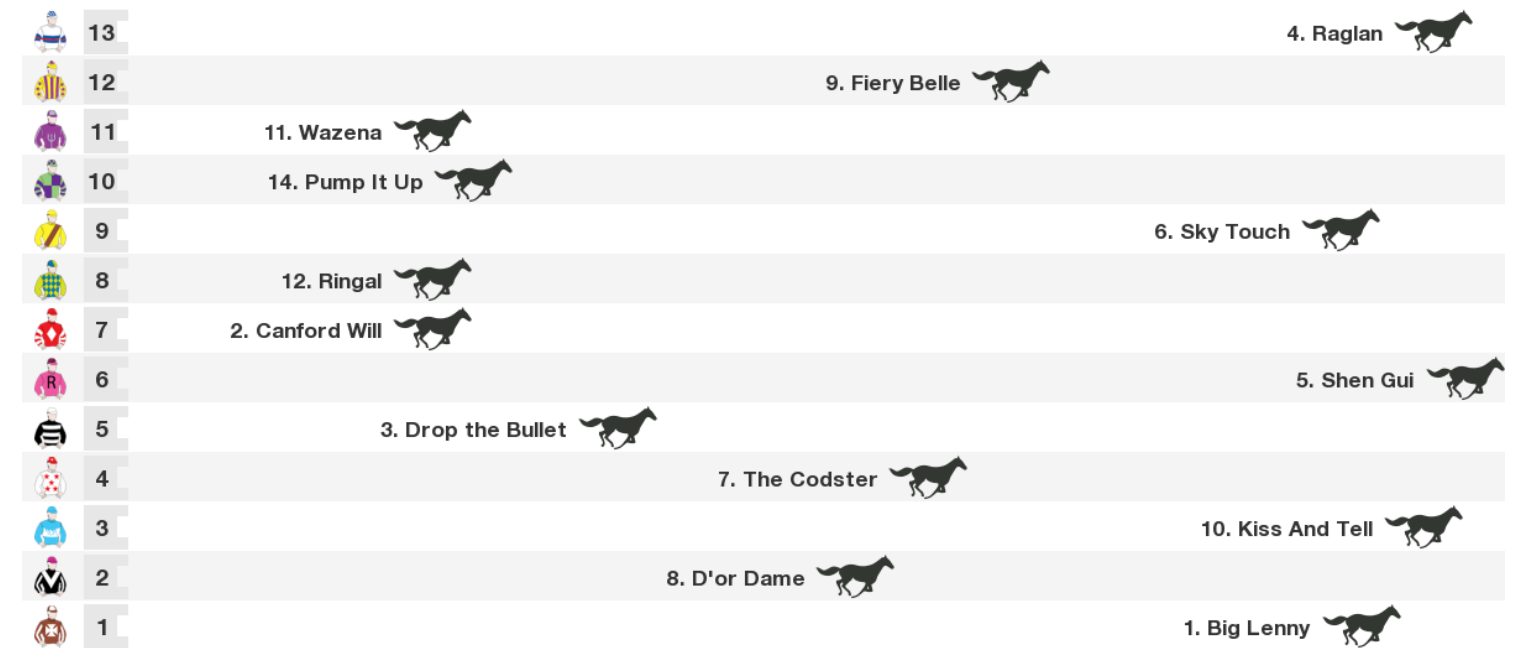 13 4. Raglan
12 9. Fiery Belle
11 11. Wazena
10 14. Pump It Up
9 6. Sky Touch
8 12. Ringal
7 2. Canford Will
R 6 5. Shen Gui
5 3. Drop the Bullet
4 7. The Codster
3 10. Kiss And Tell
2 8. D'or Dame
1 1. Big Lenny